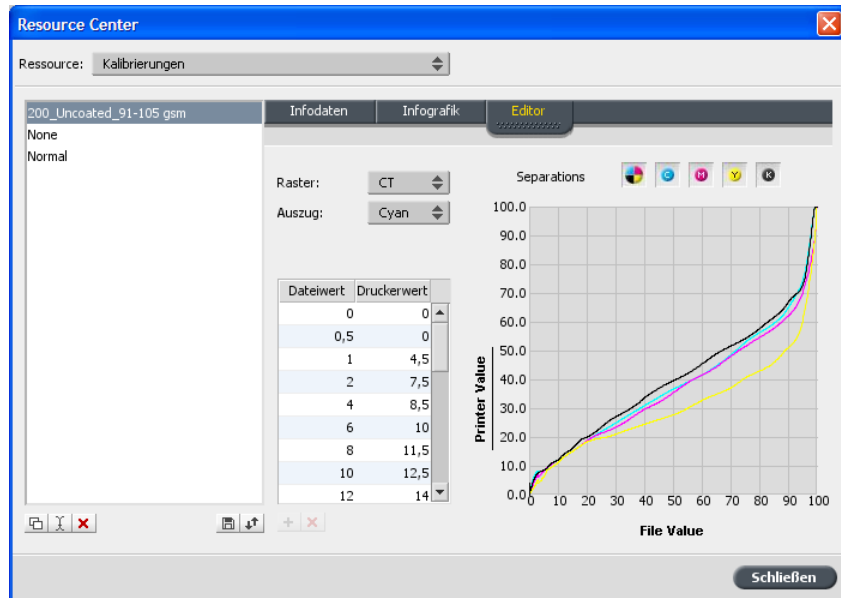 Resource Center
Ressource: Kalibrierungen
200_Uncoated_91-105 gsm
None
Normal
Infodaten Infografik Editor
Raster: CT
Auszug: Cyan
Separations C M Y K
Dateiwert Druckerwert
0 0
0,5 0
1 4,5
2 7,5
4 8,5
6 10
8 11,5
10 12,5
12 14
100.0
90.0
80.0
70.0
60.0
50.0
40.0
30.0
20.0
10.0
0.0
Printer Value
0 10 20 30 40 50 60 70 80 90 100
File Value
Schließen